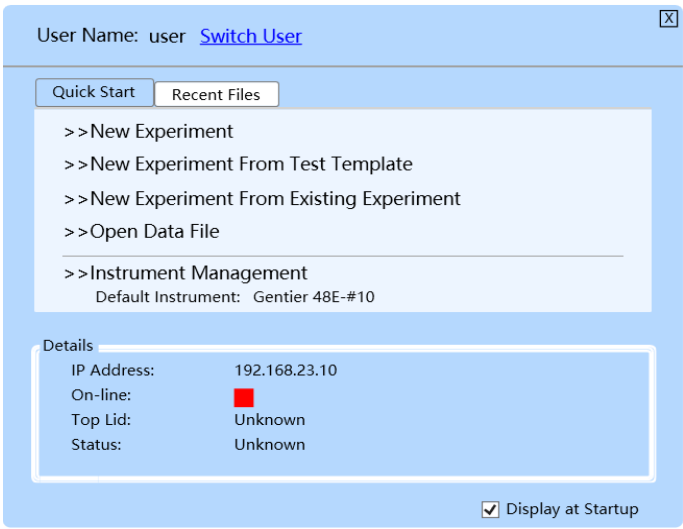 X
User Name: user Switch User
Quick Start Recent Files
>>New Experiment
>>New Experiment From Test Template
>>New Experiment From Existing Experiment
>>Open Data File
>>Instrument Management
Default Instrument: Gentier 48E-#10
Details
IP Address: 192.168.23.10
On-line:
Top Lid: Unknown
Status: Unknown
Display at Startup